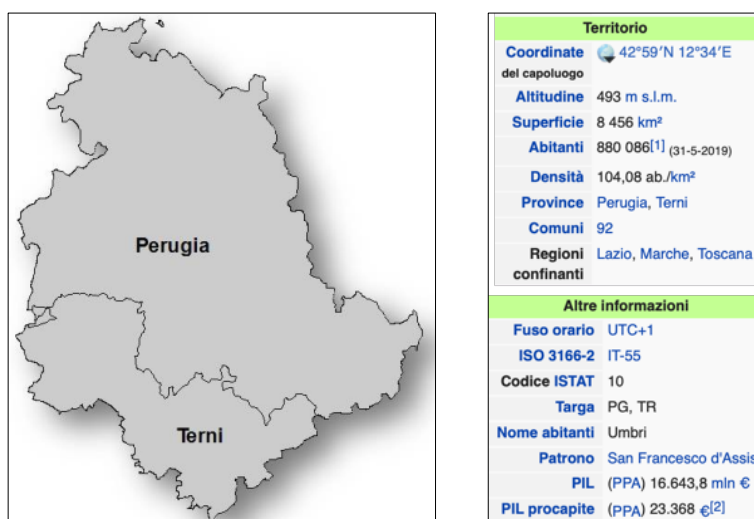 Perugia
Terni
Territorio
Coordinate 42°59′N 12°34′E
del capoluogo
Altitudine 493 m s.l.m.
Superficie 8 456 km²
Abitanti 880 086[1] (31-5-2019)
Densità 104,08 ab./km²
Province Perugia, Terni
Comuni 92
Regioni Lazio, Marche, Toscana
confinanti
Altre informazioni
Fuso orario UTC+1
ISO 3166-2 IT-55
Codice ISTAT 10
Targa PG, TR
Nome abitanti Umbri
Patrono San Francesco d'Assis
PIL (PPA) 16.643,8 mln €
PIL procapite (PPA) 23.368 €[2]